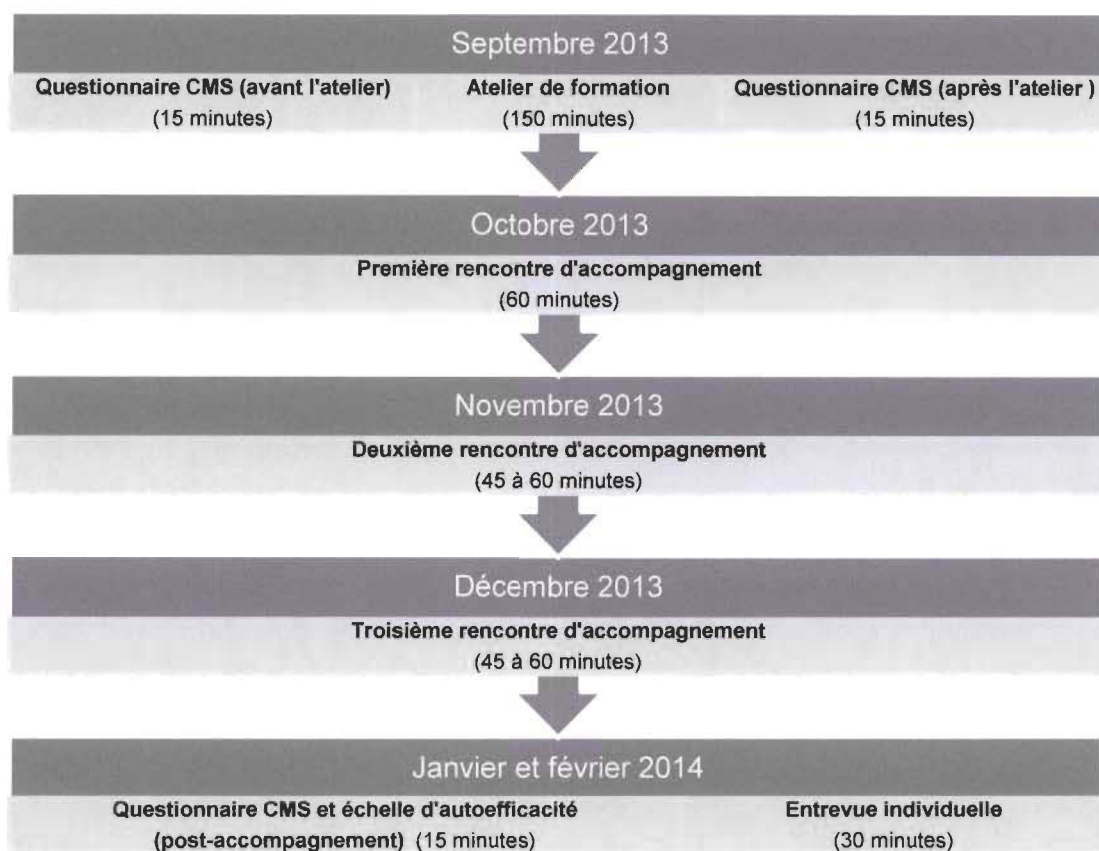 Septembre 2013
Questionnaire CMS (avant l'atelier) Atelier de formation Questionnaire CMS (après l'atelier )
(15 minutes) (150 minutes) (15 minutes)
Octobre 2013
Première rencontre d'accompagnement
(60 minutes)
Novembre 2013
Deuxième rencontre d'accompagnement
(45 à 60 minutes)
Décembre 2013
Troisième rencontre d'accompagnement
(45 à 60 minutes)
Janvier et février 2014
Questionnaire CMS et échelle d'autoefficacité Entrevue individuelle
(post-accompagnement) (15 minutes) (30 minutes)